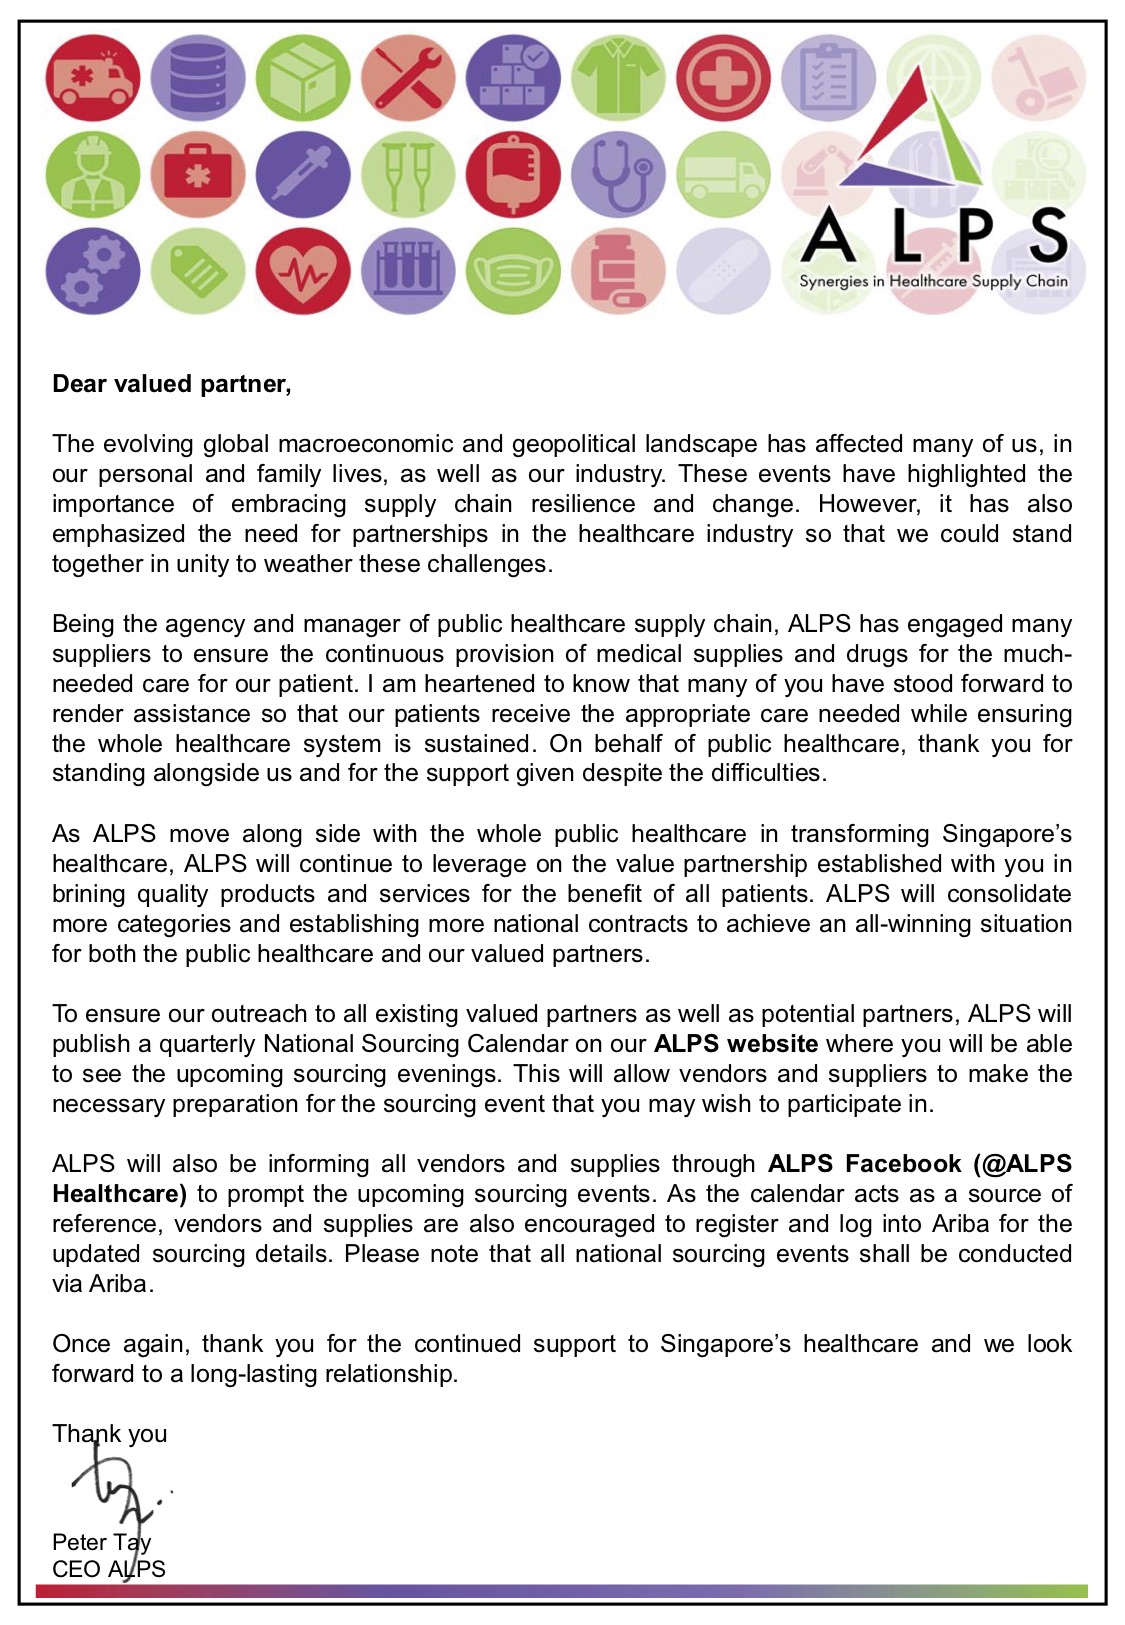 ALPS
Synergies in Healthcare Supply Chain
Dear valued partner,
The evolving global macroeconomic and geopolitical landscape has affected many of us, in
our personal and family lives, as well as our industry. These events have highlighted the
importance of embracing supply chain resilience and change. However, it has also
emphasized the need for partnerships in the healthcare industry so that we could stand
together in unity to weather these challenges.
Being the agency and manager of public healthcare supply chain, ALPS has engaged many
suppliers to ensure the continuous provision of medical supplies and drugs for the much-
needed care for our patient. I am heartened to know that many of you have stood forward to
render assistance so that our patients receive the appropriate care needed while ensuring
the whole healthcare system is sustained. On behalf of public healthcare, thank you for
standing alongside us and for the support given despite the difficulties.
As ALPS move along side with the whole public healthcare in transforming Singapore’s
healthcare, ALPS will continue to leverage on the value partnership established with you in
brining quality products and services for the benefit of all patients. ALPS will consolidate
more categories and establishing more national contracts to achieve an all-winning situation
for both the public healthcare and our valued partners.
To ensure our outreach to all existing valued partners as well as potential partners, ALPS will
publish a quarterly National Sourcing Calendar on our ALPS website where you will be able
to see the upcoming sourcing evenings. This will allow vendors and suppliers to make the
necessary preparation for the sourcing event that you may wish to participate in.
ALPS will also be informing all vendors and supplies through ALPS Facebook (@ALPS
Healthcare) to prompt the upcoming sourcing events. As the calendar acts as a source of
reference, vendors and supplies are also encouraged to register and log into Ariba for the
updated sourcing details. Please note that all national sourcing events shall be conducted
via Ariba.
Once again, thank you for the continued support to Singapore’s healthcare and we look
forward to a long-lasting relationship.
Thank you
Peter Tay
CEO ALPS